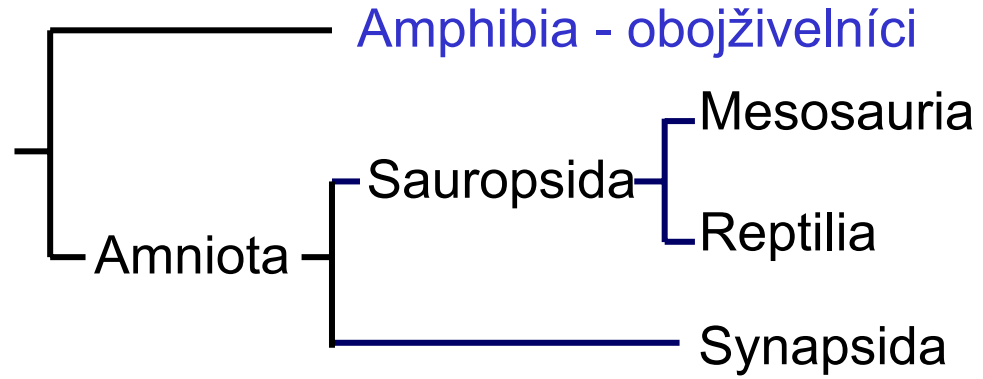 Amphibia - obojživelníci
Mesosauria
Sauropsida
Reptilia
Amniota
Synapsida